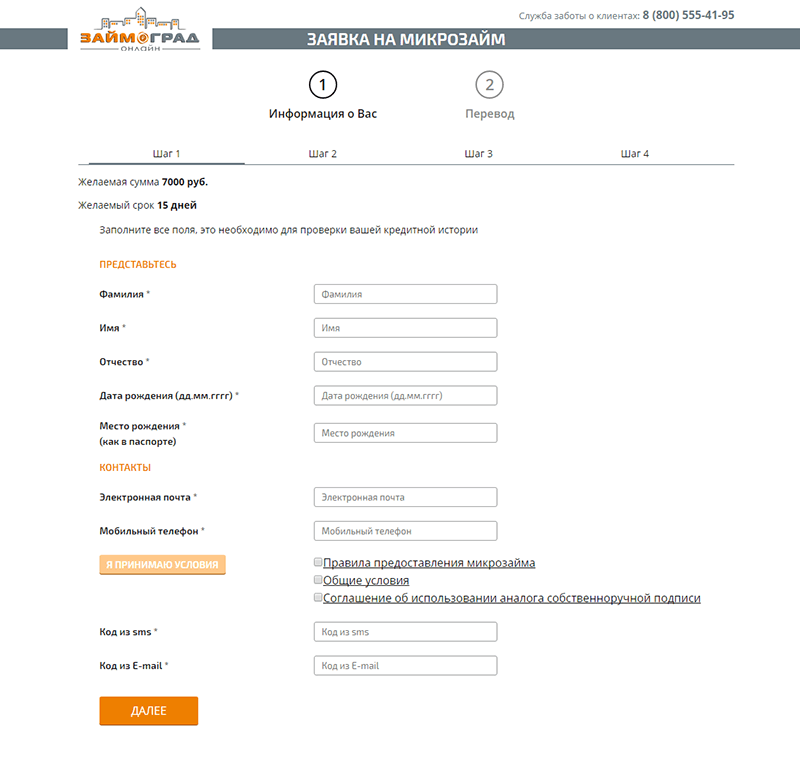 Служба заботы о клиентах: 8 (800) 555-41-95
ЗАЙМОГРАД
ОНЛАЙН
ЗАЯВКА НА МИКРОЗАЙМ
1 2
Информация о Вас Перевод
Шаг 1 Шаг 2 Шаг 3 Шаг 4
Желаемая сумма 7000 руб.
Желаемый срок 15 дней
Заполните все поля, это необходимо для проверки вашей кредитной истории
ПРЕДСТАВЬТЕСЬ
Фамилия * Фамилия
Имя * Имя
Отчество * Отчество
Дата рождения (дд.мм.гггг) * Дата рождения (дд.мм.гггг)
Место рождения *
(как в паспорте) Место рождения
КОНТАКТЫ
Электронная почта * Электронная почта
Мобильный телефон * Мобильный телефон
Я ПРИНИМАЮ УСЛОВИЯ Правила предоставления микрозайма
Общие условия
Соглашение об использовании аналога собственноручной подписи
Код из sms * Код из sms
Код из E-mail * Код из E-mail
ДАЛЕЕ